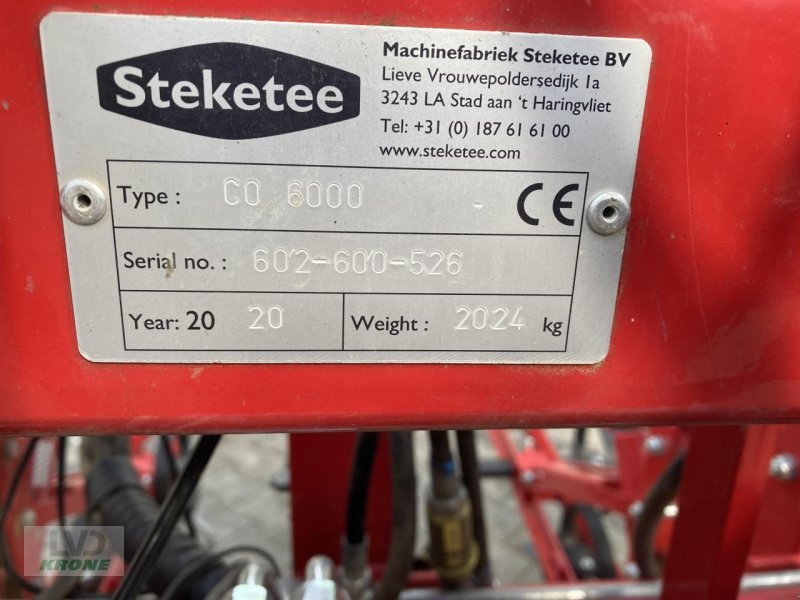 Steketee
Machinefabriek Steketee BV
Lieve Vrouwepoldersedijk 1a
3243 LA Stad aan 't Haringvliet
Tel: +31 (0) 187 61 61 00
www.steketee.com
Type : CO 6000 CE
Serial no. : 602-600-526
Year: 20 20 Weight : 2024 kg
LVD
KRONE